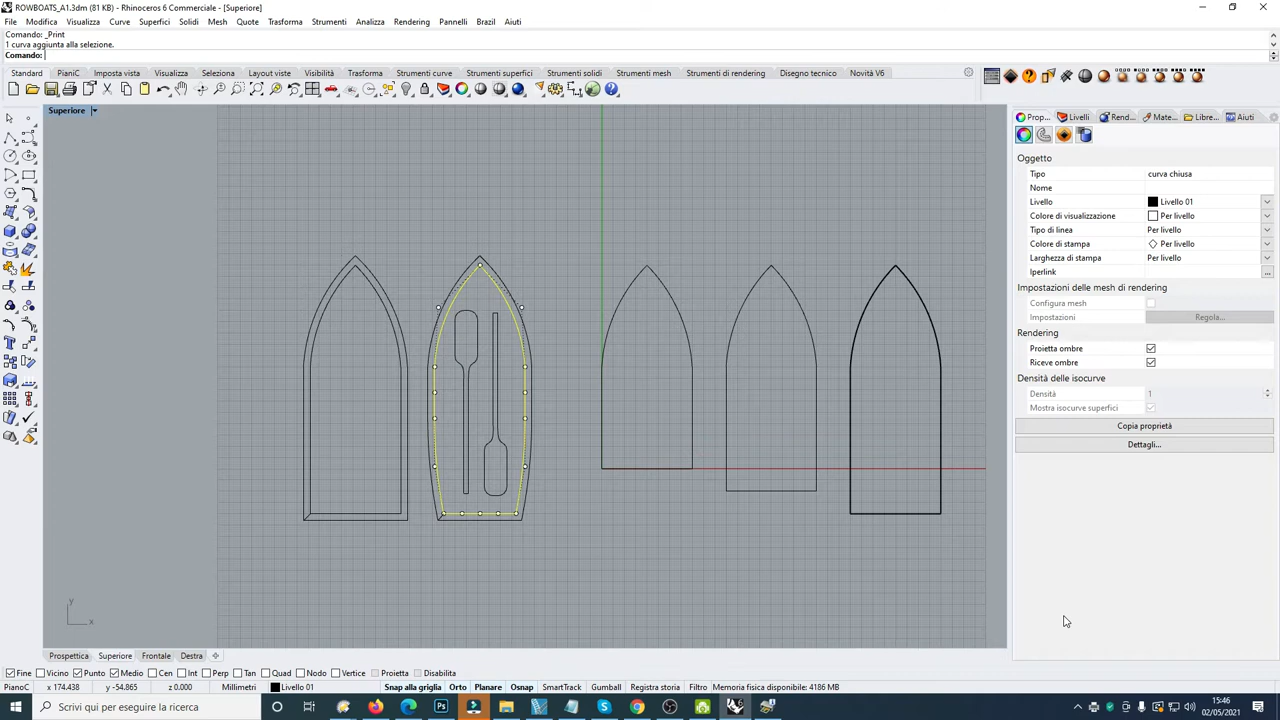 ROWBOATS_A1.3dm (81 KB) - Rhinoceros 6 Commerciale - [Superiore]
File Modifica Visualizza Curve Superfici Solidi Mesh Quote Trasforma Strumenti Analizza Rendering Pannelli Brazil Aiuti
Comando: _Print
1 curva aggiunta alla selezione.
Comando:
Standard PianiC Imposta vista Visualizza Seleziona Layout viste Visibilità Trasforma Strumenti curve Strumenti superfici Strumenti solidi Strumenti mesh Strumenti di rendering Disegno tecnico Novità V6
Superiore
Prop... Livelli Rend... Mate... Libre... Aiuti
Oggetto
Tipo curva chiusa
Nome
Livello Livello 01
Colore di visualizzazione Per livello
Tipo di linea Per livello
Colore di stampa Per livello
Larghezza di stampa Per livello
Iperlink ...
Impostazioni delle mesh di rendering
Configura mesh
Impostazioni Regola...
Rendering
Proietta ombre
Riceve ombre
Densità delle isocurve
Densità 1
Mostra isocurve superfici
Copia proprietà
Dettagli...
y
x
Prospettica Superiore Frontale Destra
Fine Vicino Punto Medio Cen Int Perp Tan Quad Nodo Vertice Proietta Disabilita
PianoC x 174.438 y -54.865 z 0.000 Millimetri Livello 01 Snap alla griglia Orto Planare Osnap SmartTrack Gumball Registra storia Filtro Memoria fisica disponibile: 4186 MB
Scrivi qui per eseguire la ricerca
15:46
02/05/2021